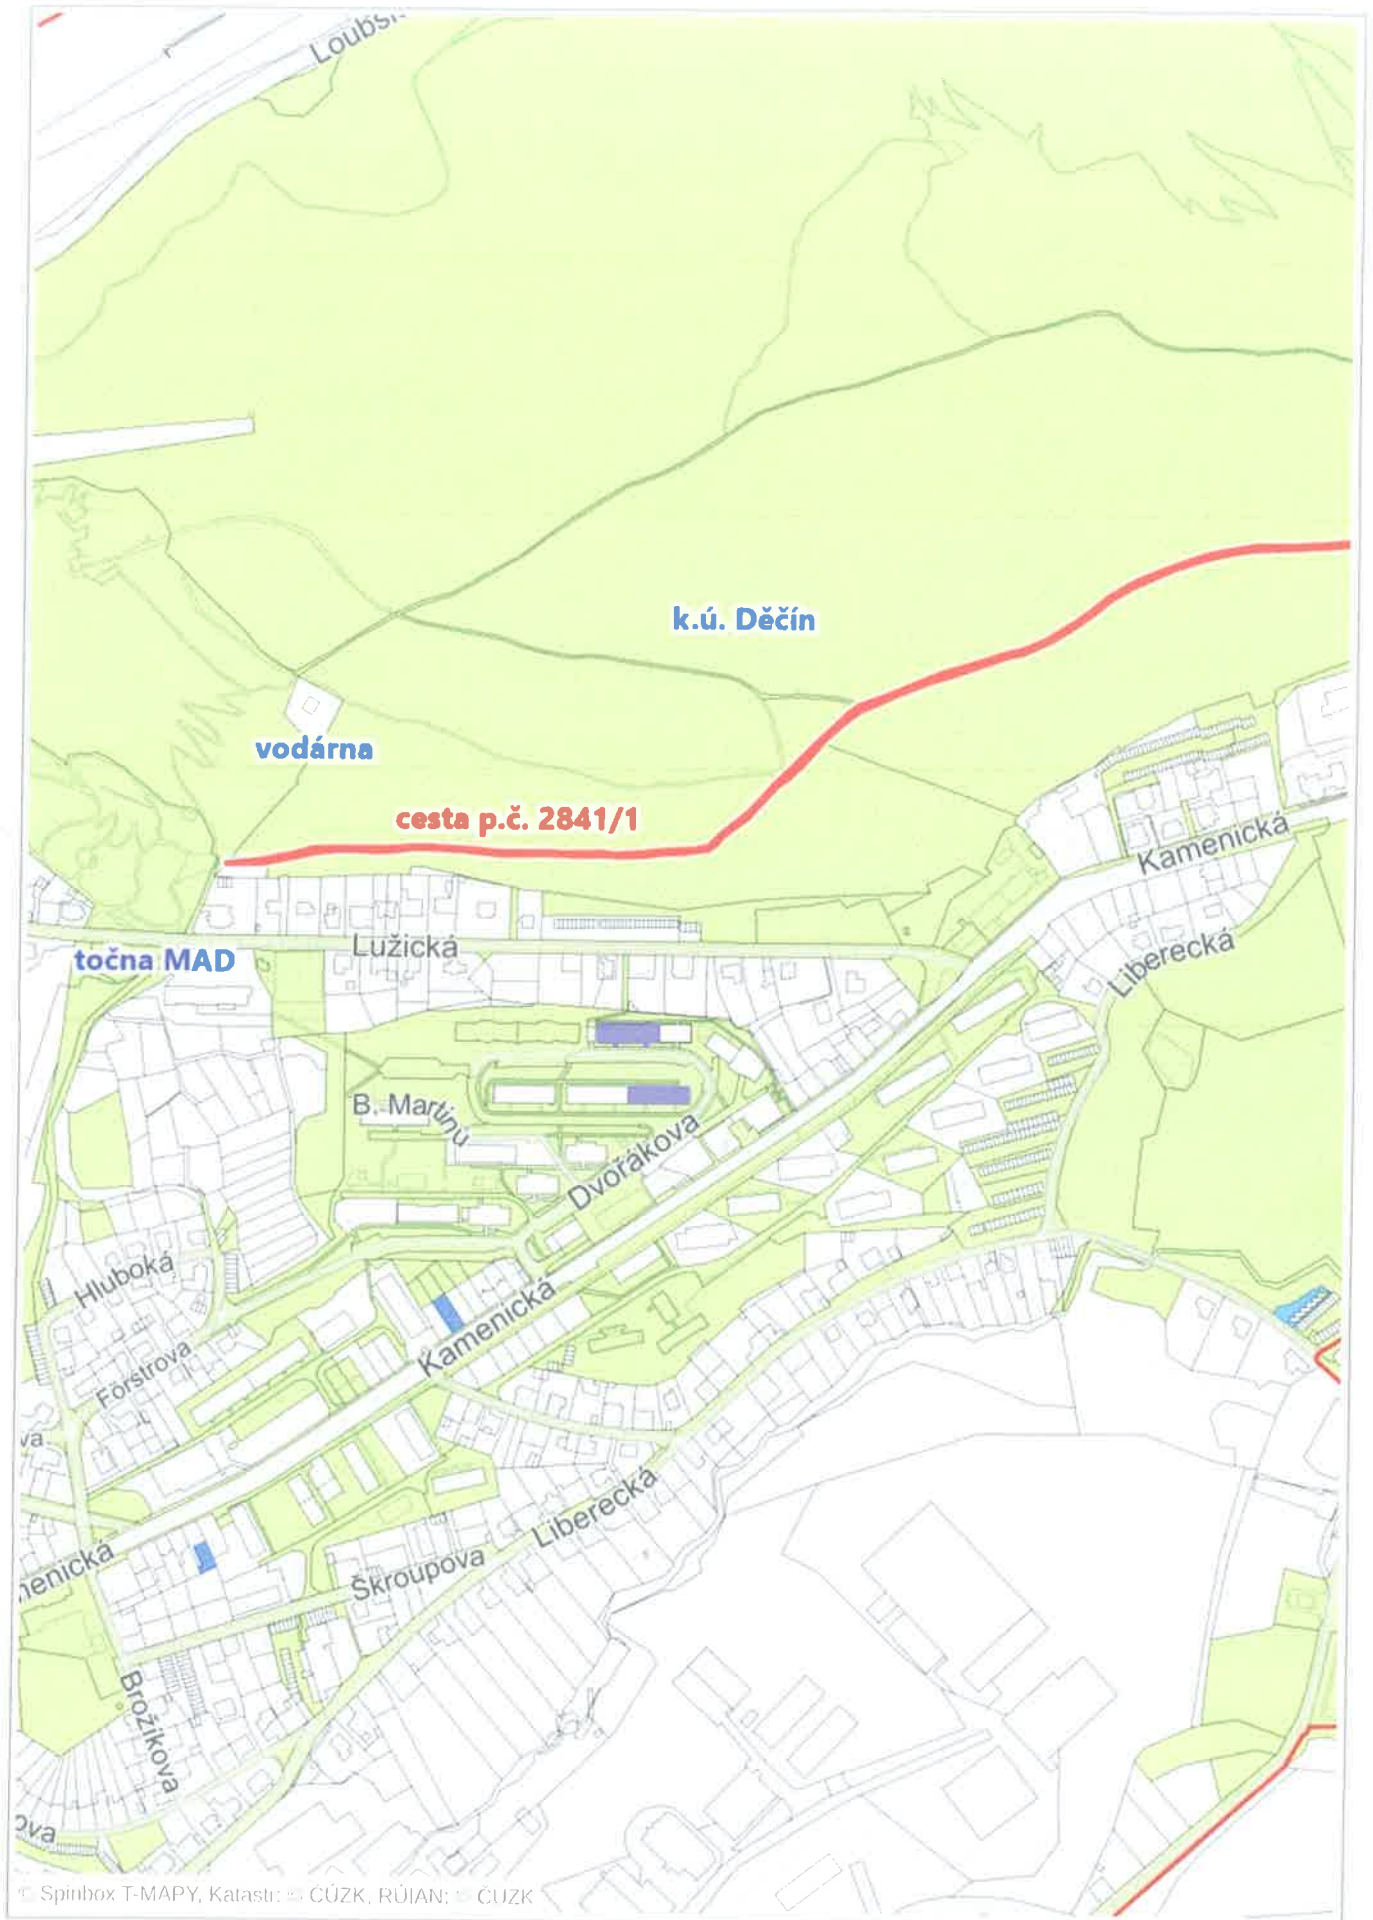 Loubsk
k.ú. Děčín
vodárna
cesta p.č. 2841/1
Kamenická
Lužická
točna MAD
Liberecká
B. Martinů
Dvořákova
Hluboká
Kamenická
Förstrova
va
Liberecká
menická
Škroupova
Brožíkova
ova
© Spinbox T-MAPY, Katastr: © ČÚZK, RÚIAN: © ČÚZK